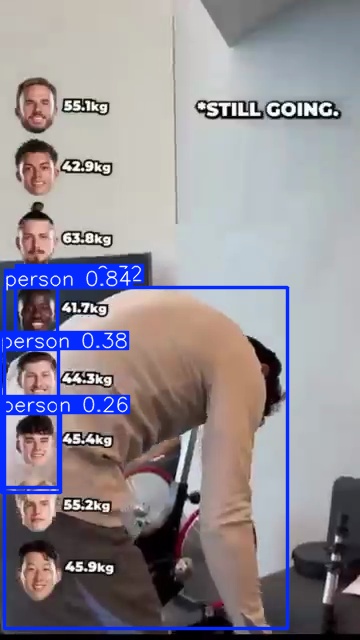 55.1kg
*STILL GOING.
42.9kg
63.8kg
person 0.84
41.7kg
person 0.38
44.3kg
person 0.26
45.4kg
55.2kg
45.9kg